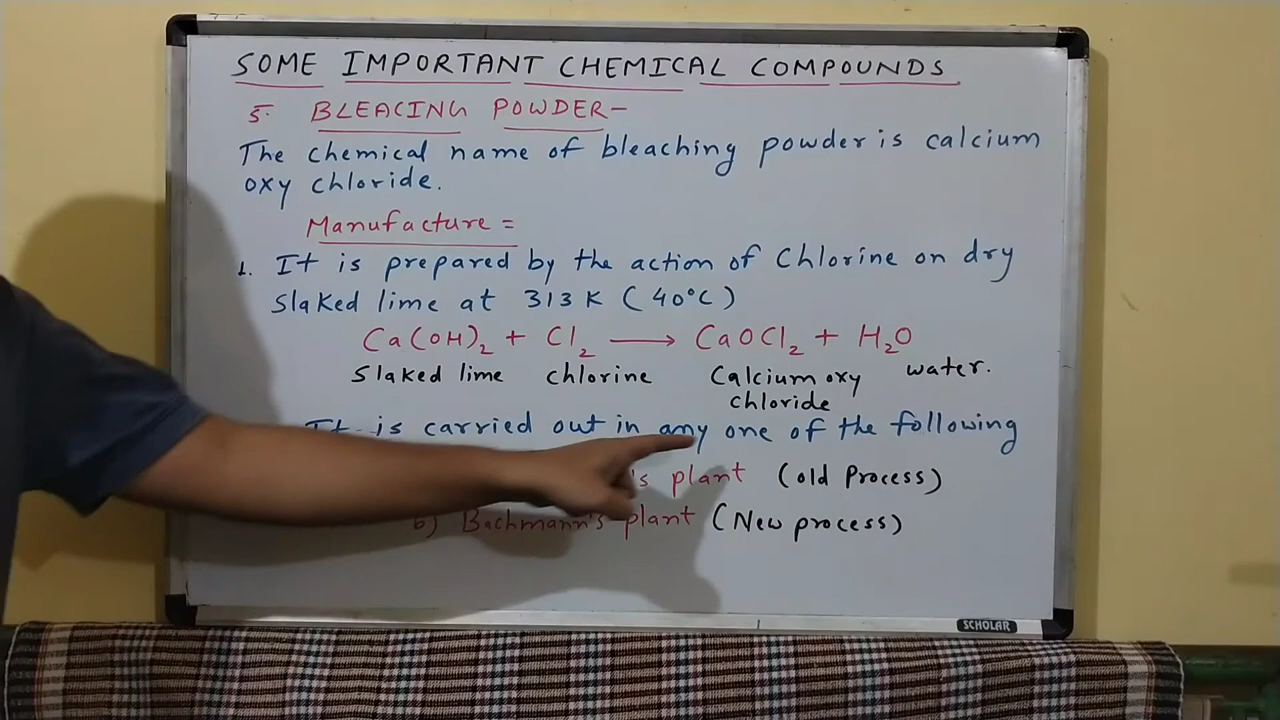 SOME IMPORTANT CHEMICAL COMPOUNDS
5. BLEACING POWDER-
The chemical name of bleaching powder is calcium
oxy chloride.
Manufacture =
1. It is prepared by the action of Chlorine on dry
Slaked lime at 313 K (40°C)
Ca(OH)₂ + Cl₂ ⟶ CaOCl₂ + H₂O
Slaked lime chlorine Calcium oxy water.
chloride
It is carried out in any one of the following
plant (old Process)
b) Bachmann's plant (New process)
SCHOLAR